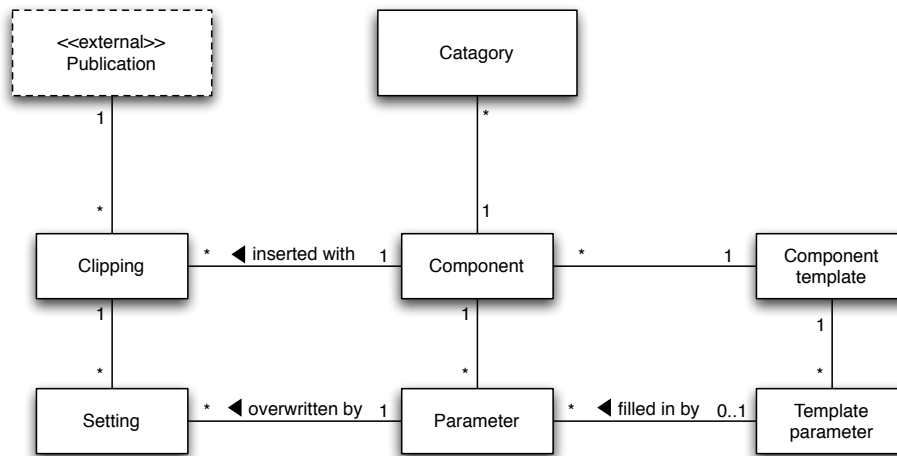 <<external>>
Publication
Catagory
1
*
*
1
Clipping
* ◀ inserted with 1
Component
* 1
Component
template
1
*
1
*
1
*
Setting
* ◀ overwritten by 1
Parameter
* ◀ filled in by 0..1
Template
parameter